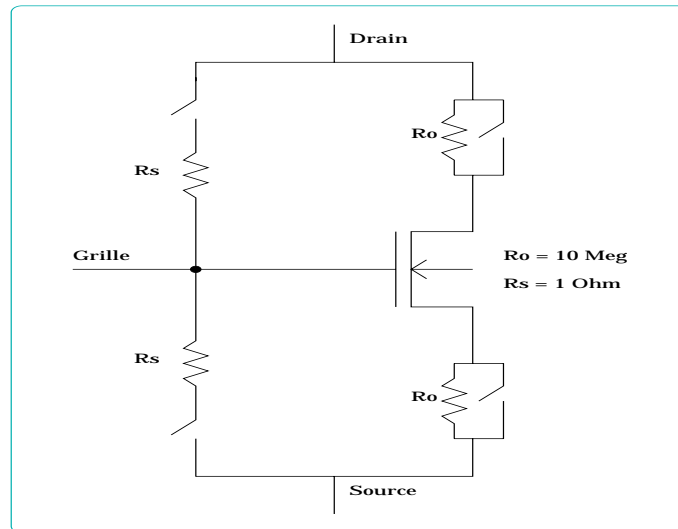 Drain
Ro
Rs
Grille
Ro = 10 Meg
Rs = 1 Ohm
Rs
Ro
Source